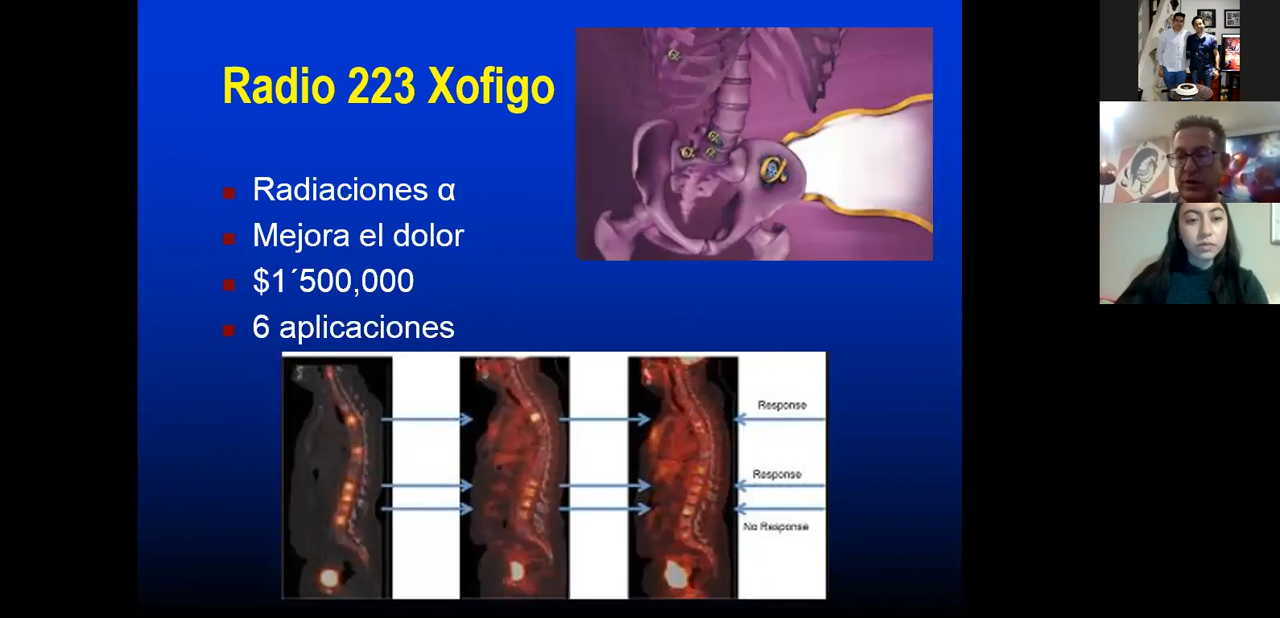 Radio 223 Xofigo
Radiaciones α
Mejora el dolor
$1´500,000
6 aplicaciones
Response
Response
No Response